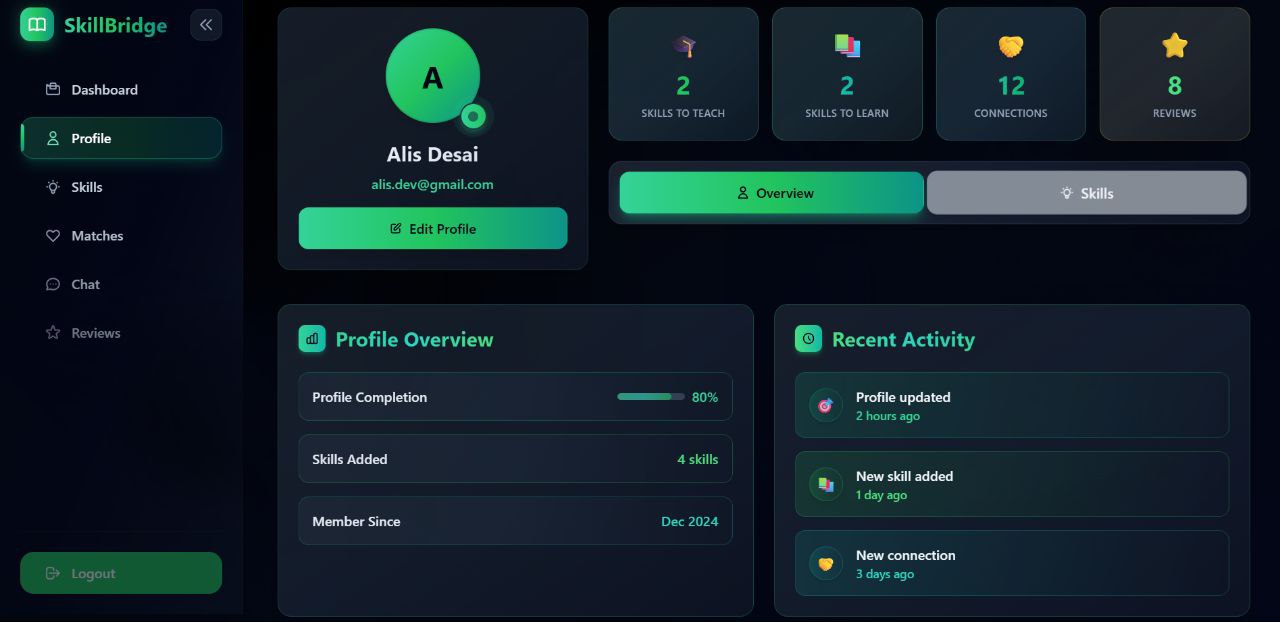 SkillBridge
Dashboard
Profile
Skills
Matches
Chat
Reviews
Logout
A
Alis Desai
alis.dev@gmail.com
Edit Profile
2
SKILLS TO TEACH
2
SKILLS TO LEARN
12
CONNECTIONS
8
REVIEWS
Overview
Skills
Profile Overview
Profile Completion 80%
Skills Added 4 skills
Member Since Dec 2024
Recent Activity
Profile updated
2 hours ago
New skill added
1 day ago
New connection
3 days ago